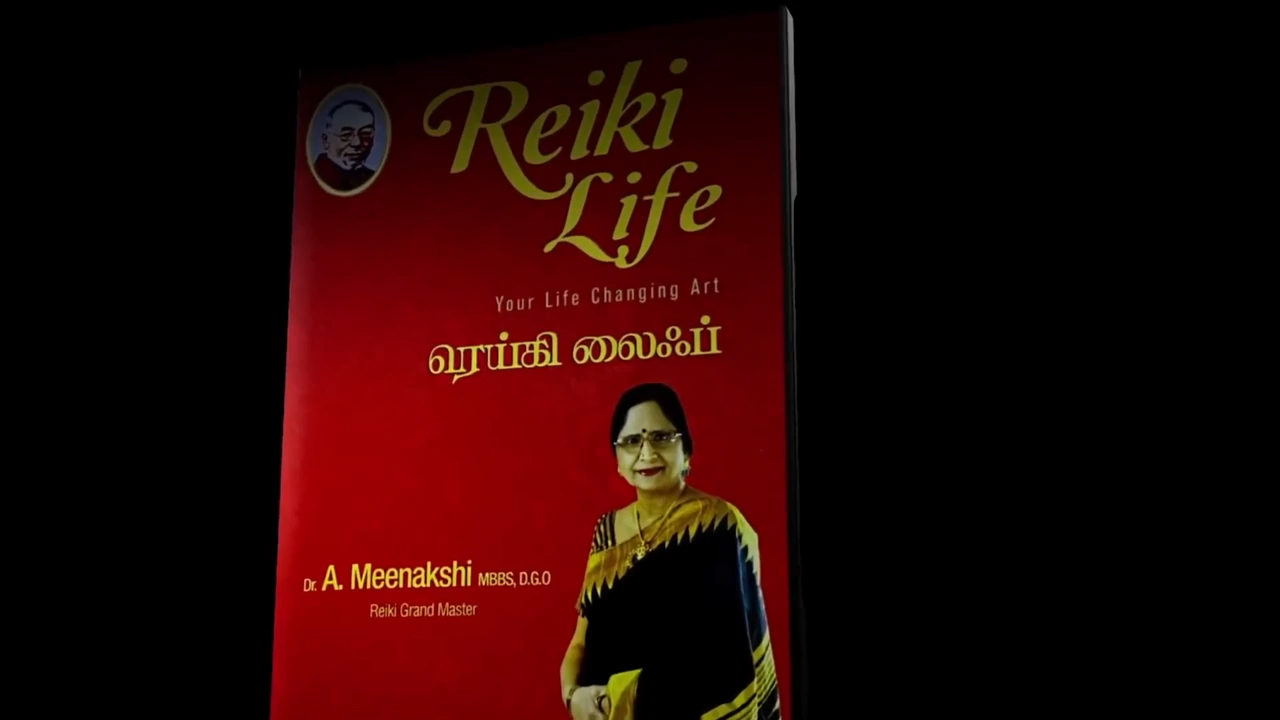 Reiki
Life
Your Life Changing Art
ரெய்கி லைஃப்
Dr. A. Meenakshi MBBS, D.G.O
Reiki Grand Master